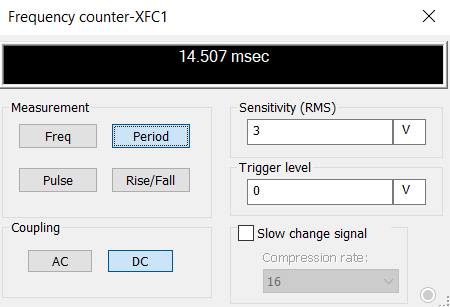 Frequency counter-XFC1
14.507 msec
Measurement
Freq
Period
Pulse
Rise/Fall
Coupling
AC
DC
Sensitivity (RMS)
3 V
Trigger level
0 V
Slow change signal
Compression rate:
16